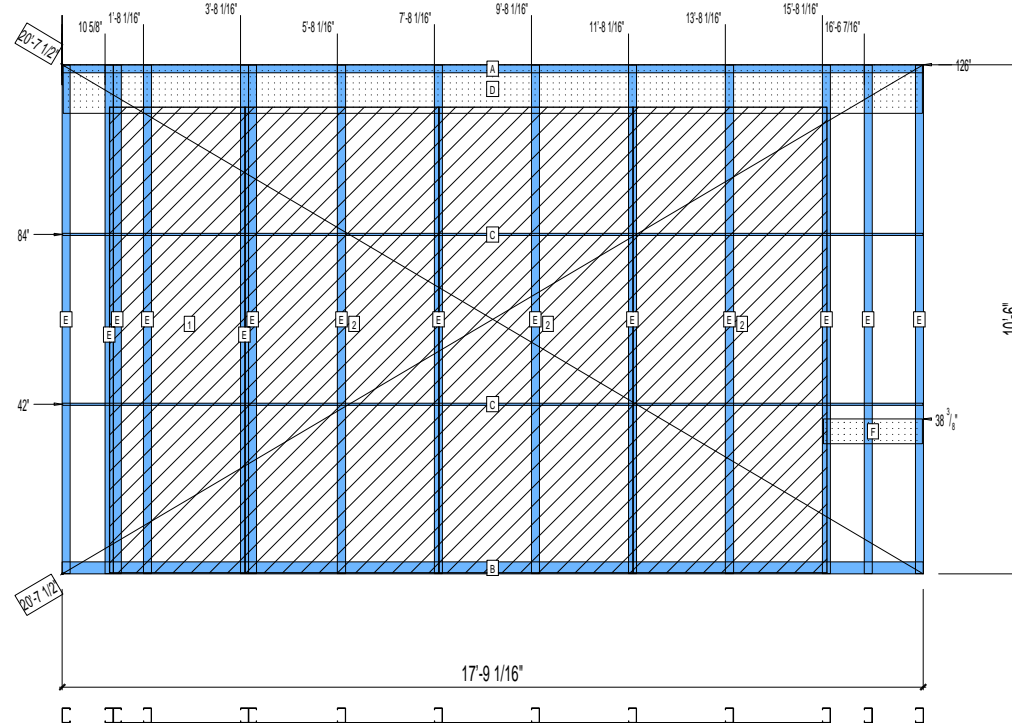 9'-8 1/16"
3'-8 1/16" 7'-8 1/16" 15'-8 1/16"
20'-7 1/2" 10 5/8" 1'-8 1/16" 5'-8 1/16" 11'-8 1/16" 13'-8 1/16" 16'-6 7/16"
A 126"
D
84" C
E E E E E E E E E E E E
1 2 2 2
E E
10'-6"
42" C
38 3/8"
F
B
20'-7 1/2"
17'-9 1/16"